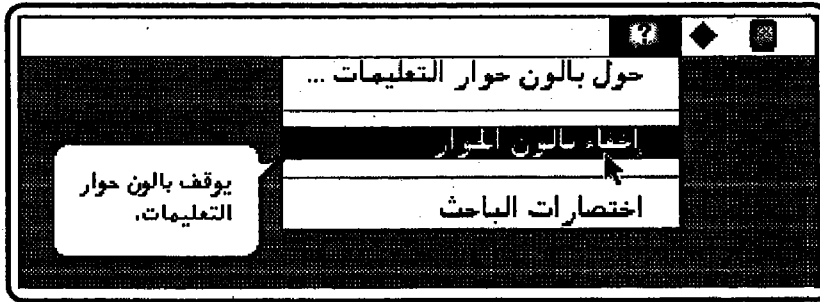 حول بالون حوار التعليمات ...
إخفاء بالون الحوار
اختصارات الباحث
يوقف بالون حوار
التعليمات.